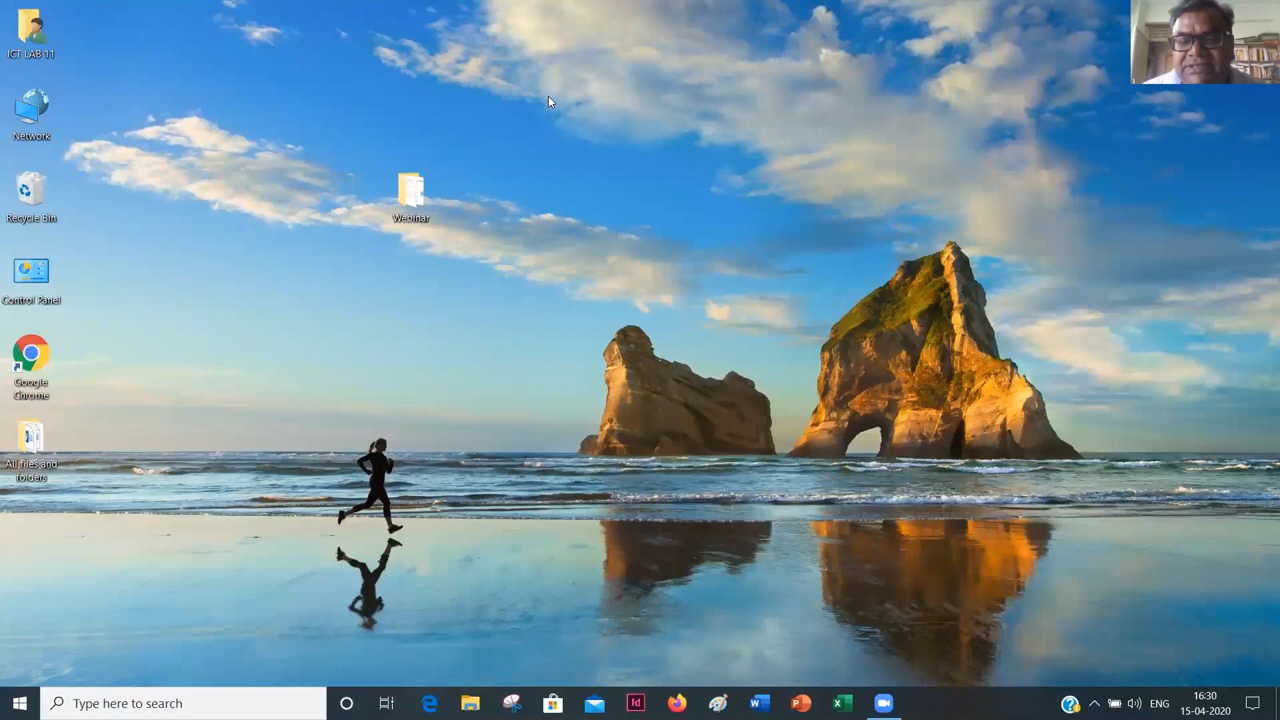 ICT LAB 11
Network
Recycle Bin
Webinar
Control Panel
Google
Chrome
All files and
folders
Type here to search
Id
ENG
16:30
15-04-2020